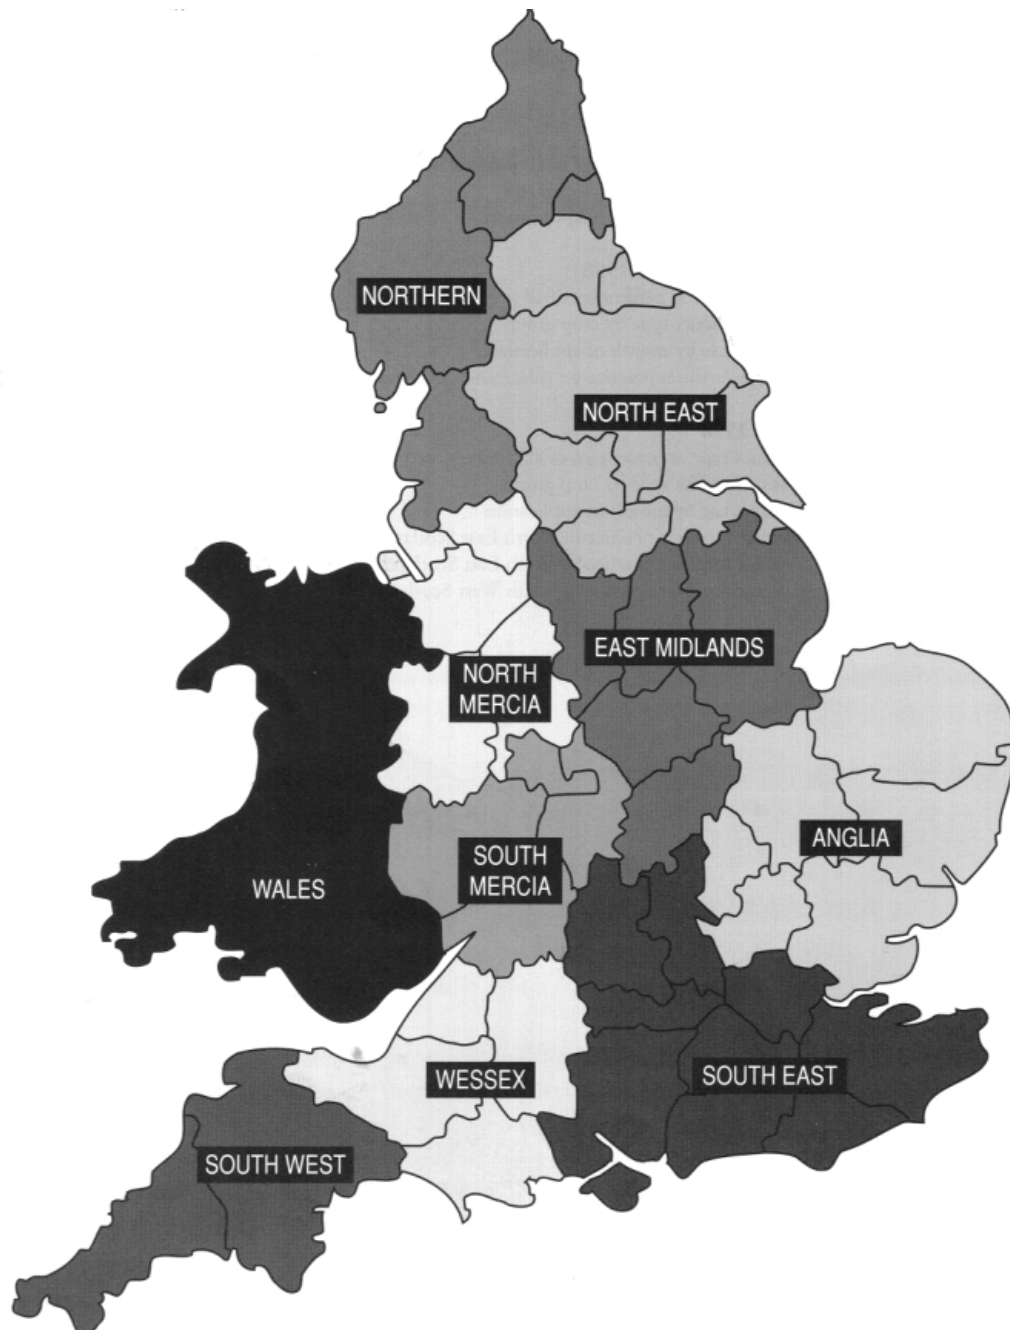 NORTHERN
NORTH EAST
EAST MIDLANDS
NORTH
MERCIA
ANGLIA
SOUTH
MERCIA
WALES
WESSEX
SOUTH EAST
SOUTH WEST